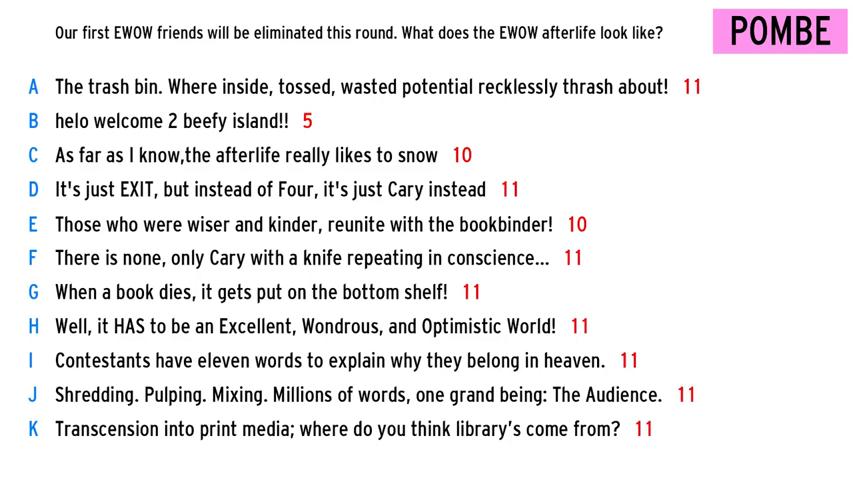 Our first EWOW friends will be eliminated this round. What does the EWOW afterlife look like?
POMBE
A The trash bin. Where inside, tossed, wasted potential recklessly thrash about! 11
B helo welcome 2 beefy island!! 5
C As far as I know,the afterlife really likes to snow 10
D It's just EXIT, but instead of Four, it's just Cary instead 11
E Those who were wiser and kinder, reunite with the bookbinder! 10
F There is none, only Cary with a knife repeating in conscience... 11
G When a book dies, it gets put on the bottom shelf! 11
H Well, it HAS to be an Excellent, Wondrous, and Optimistic World! 11
I Contestants have eleven words to explain why they belong in heaven. 11
J Shredding. Pulping. Mixing. Millions of words, one grand being: The Audience. 11
K Transcension into print media; where do you think library’s come from? 11